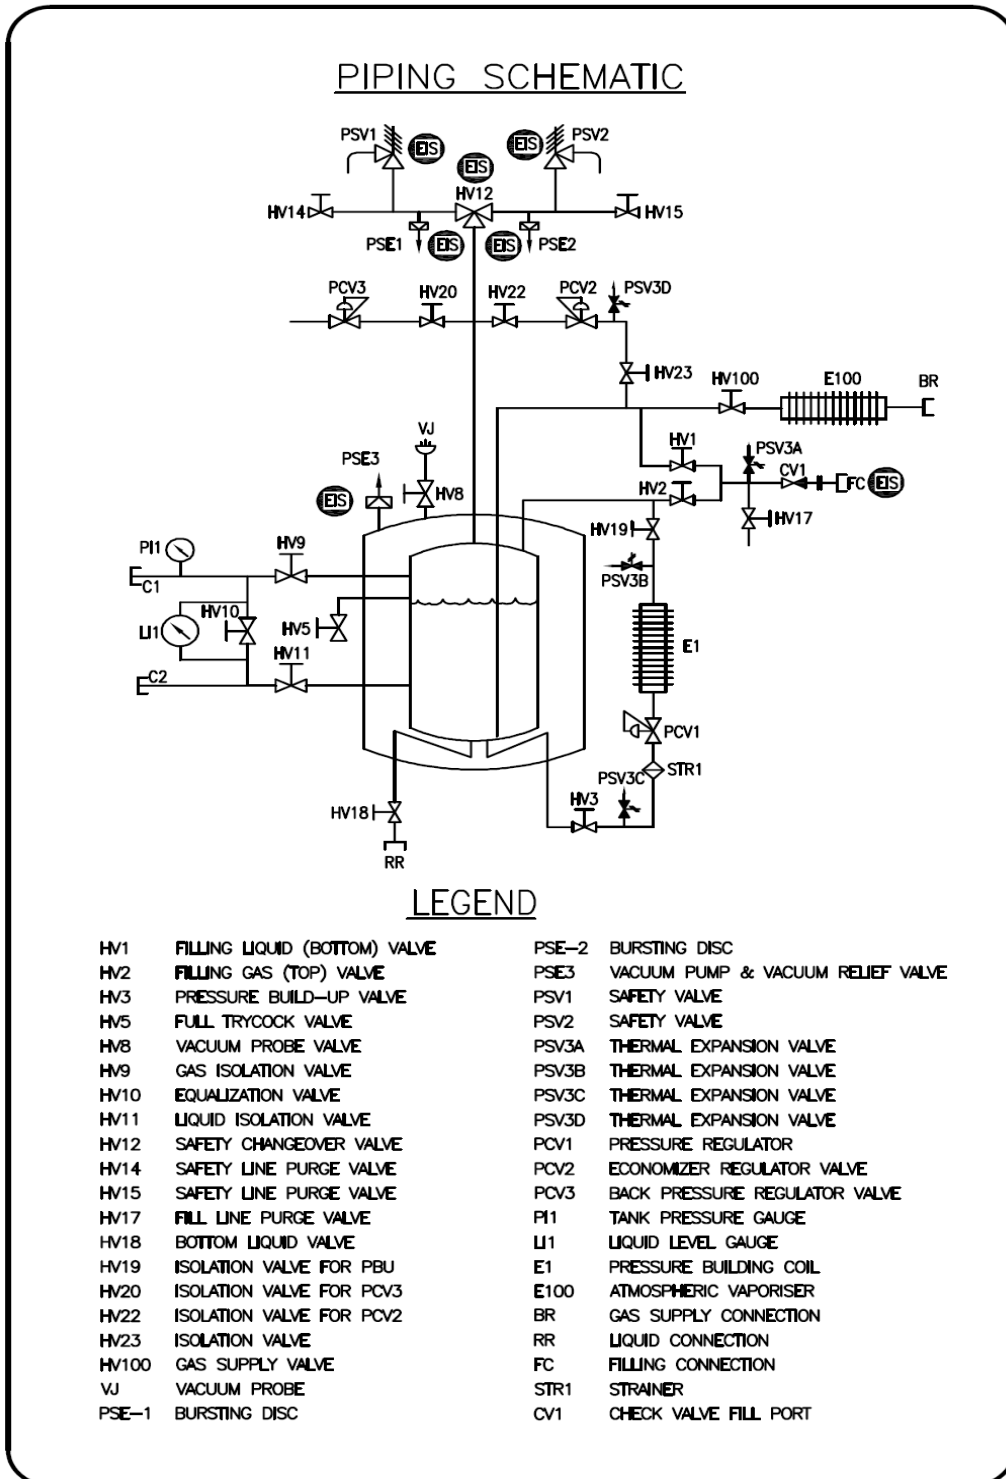 PIPING SCHEMATIC
PSV1
EIS
EIS
PSV2
EIS
HV12
HV14
HV15
PSE1
EIS
EIS
PSE2
PCV3
HV20
HV22
PCV2
PSV3D
HV23
HV100
E100
BR
VJ
PSE3
EIS
HV8
HV1
PSV3A
CV1
HV2
FC
EIS
HV19
HV17
PI1
HV9
C1
PSV3B
HV10
LI1
HV5
E1
HV11
C2
PCV1
STR1
PSV3C
HV3
HV18
RR
LEGEND
HV1 FILLING LIQUID (BOTTOM) VALVE
HV2 FILLING GAS (TOP) VALVE
HV3 PRESSURE BUILD-UP VALVE
HV5 FULL TRYCOCK VALVE
HV8 VACUUM PROBE VALVE
HV9 GAS ISOLATION VALVE
HV10 EQUALIZATION VALVE
HV11 LIQUID ISOLATION VALVE
HV12 SAFETY CHANGEOVER VALVE
HV14 SAFETY LINE PURGE VALVE
HV15 SAFETY LINE PURGE VALVE
HV17 FILL LINE PURGE VALVE
HV18 BOTTOM LIQUID VALVE
HV19 ISOLATION VALVE FOR PBU
HV20 ISOLATION VALVE FOR PCV3
HV22 ISOLATION VALVE FOR PCV2
HV23 ISOLATION VALVE
HV100 GAS SUPPLY VALVE
VJ VACUUM PROBE
PSE-1 BURSTING DISC
PSE-2 BURSTING DISC
PSE3 VACUUM PUMP & VACUUM RELIEF VALVE
PSV1 SAFETY VALVE
PSV2 SAFETY VALVE
PSV3A THERMAL EXPANSION VALVE
PSV3B THERMAL EXPANSION VALVE
PSV3C THERMAL EXPANSION VALVE
PSV3D THERMAL EXPANSION VALVE
PCV1 PRESSURE REGULATOR
PCV2 ECONOMIZER REGULATOR VALVE
PCV3 BACK PRESSURE REGULATOR VALVE
PI1 TANK PRESSURE GAUGE
LI1 LIQUID LEVEL GAUGE
E1 PRESSURE BUILDING COIL
E100 ATMOSPHERIC VAPORISER
BR GAS SUPPLY CONNECTION
RR LIQUID CONNECTION
FC FILLING CONNECTION
STR1 STRAINER
CV1 CHECK VALVE FILL PORT